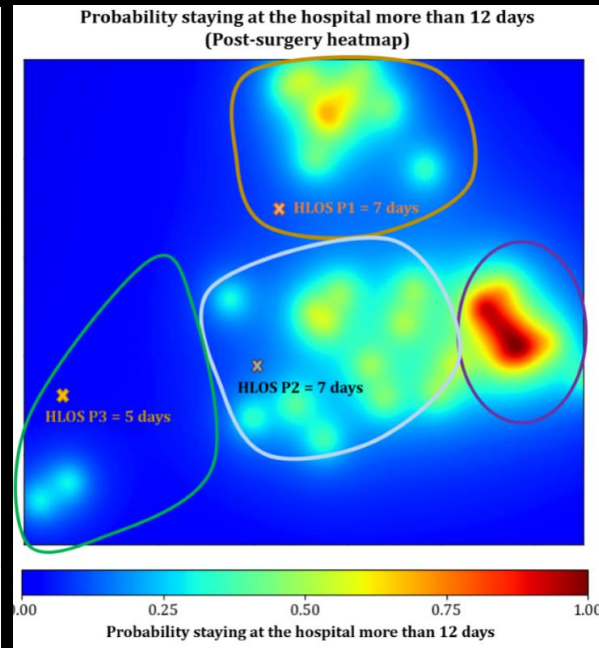 Probability staying at the hospital more than 12 days
(Post-surgery heatmap)
HLOS P1 = 7 days
HLOS P2 = 7 days
HLOS P3 = 5 days
0.00 0.25 0.50 0.75 1.00
Probability staying at the hospital more than 12 days